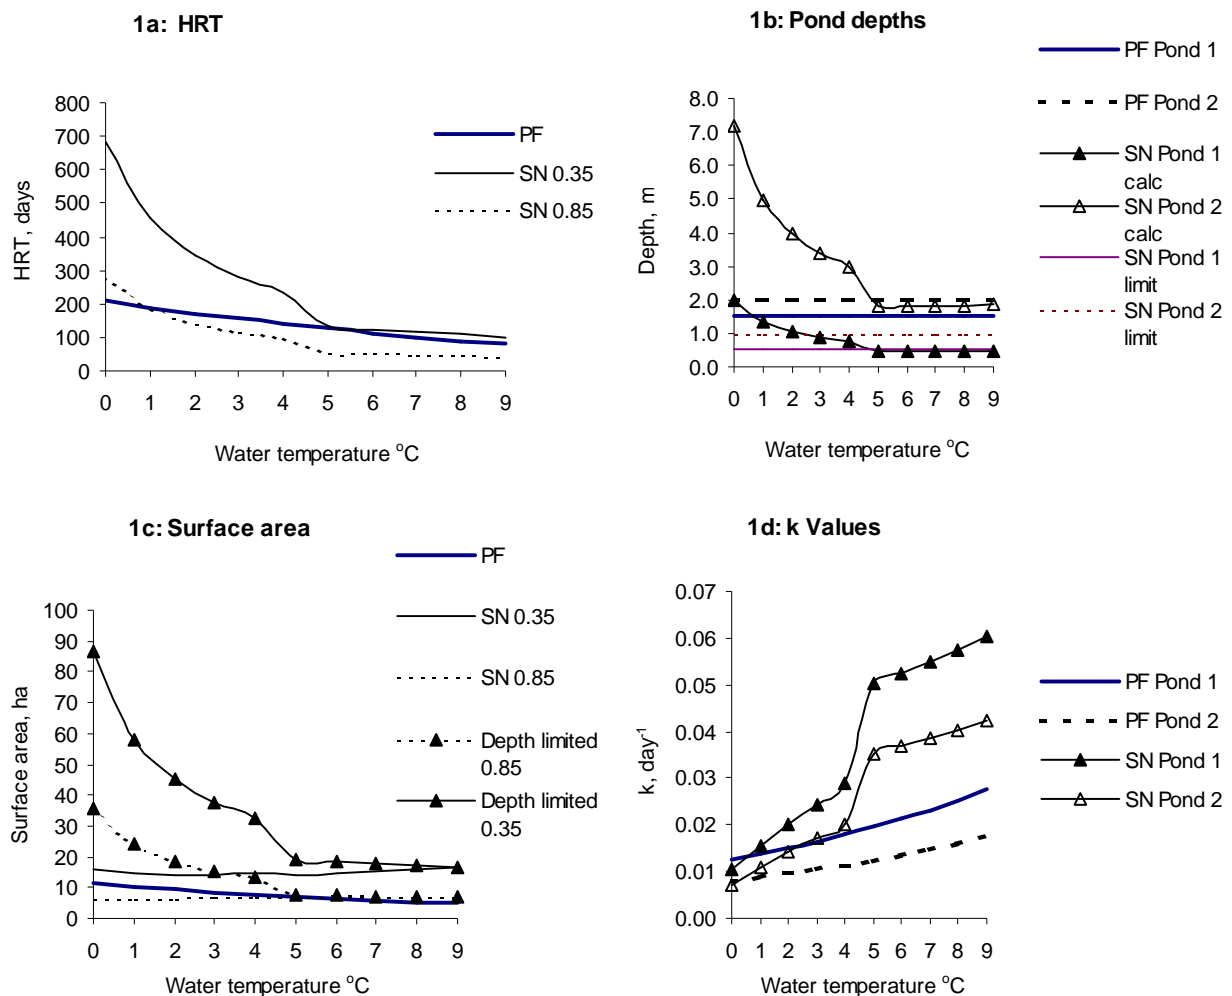 1a: HRT
800
700
600
500
400
300
200
100
0
HRT, days
0 1 2 3 4 5 6 7 8 9
Water temperature °C
PF
SN 0.35
SN 0.85
1b: Pond depths
8.0
7.0
6.0
5.0
4.0
3.0
2.0
1.0
0.0
Depth, m
0 1 2 3 4 5 6 7 8 9
Water temperature °C
PF Pond 1
PF Pond 2
SN Pond 1
calc
SN Pond 2
calc
SN Pond 1
limit
SN Pond 2
limit
1c: Surface area
100
90
80
70
60
50
40
30
20
10
0
Surface area, ha
0 1 2 3 4 5 6 7 8 9
Water temperature °C
PF
SN 0.35
SN 0.85
Depth limited
0.85
Depth limited
0.35
1d: k Values
0.07
0.06
0.05
0.04
0.03
0.02
0.01
0.00
k, day⁻¹
0 1 2 3 4 5 6 7 8 9
Water temperature °C
PF Pond 1
PF Pond 2
SN Pond 1
SN Pond 2